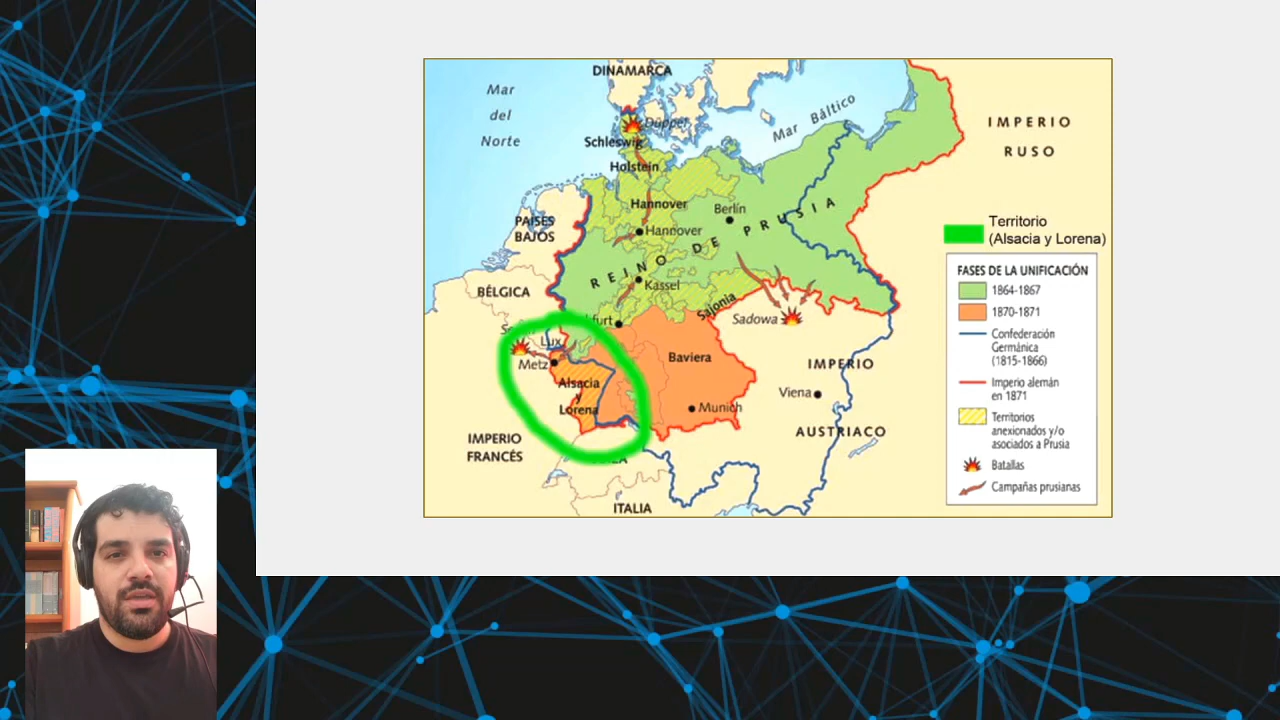 DINAMARCA
Mar
del
Norte
Düppel
Mar Báltico
IMPERIO
RUSO
Schleswig
Holstein
Hannover
Berlín
PAISES
BAJOS
Hannover
REINO DE PRUSIA
Territorio
(Alsacia y Lorena)
Kassel
BÉLGICA
Sajonia
Sadowa
Lux.
Metz
Baviera
IMPERIO
Alsacia
y
Lorena
Viena
Munich
AUSTRIACO
IMPERIO
FRANCÉS
ITALIA
FASES DE LA UNIFICACIÓN
1864-1867
1870-1871
Confederación
Germánica
(1815-1866)
Imperio alemán
en 1871
Territorios
anexionados y/o
asociados a Prusia
Batallas
Campañas prusianas